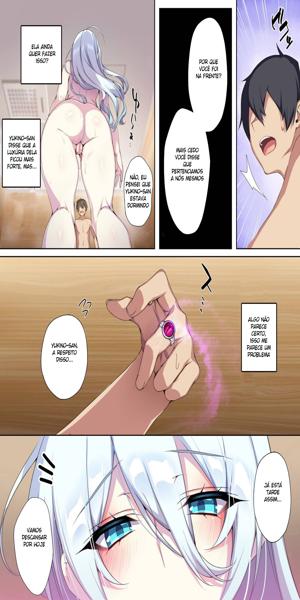 ELA AINDA
QUER FAZER
ISSO?
YUKINO-SAN
DISSE QUE A
LUXÚRIA DELA
FICOU MAIS
FORTE, MAS...
NÃO, EU
PENSEI QUE
YUKINO-SAN
ESTAVA
DORMINDO
POR QUE
VOCÊ FOI
NA FRENTE?
MAS CEDO
VOCÊ DISSE
QUE
PERTENCIAMOS
A NÓS
MESMOS
ALGO NÃO
PARECE
CERTO,
ISSO ME
PARECE UM
PROBLEMA
YUKINO-SAN,
A RESPEITO
DISSO...
JÁ ESTÁ
TARDE
ASSIM...
VAMOS
DESCANSAR
POR HOJE